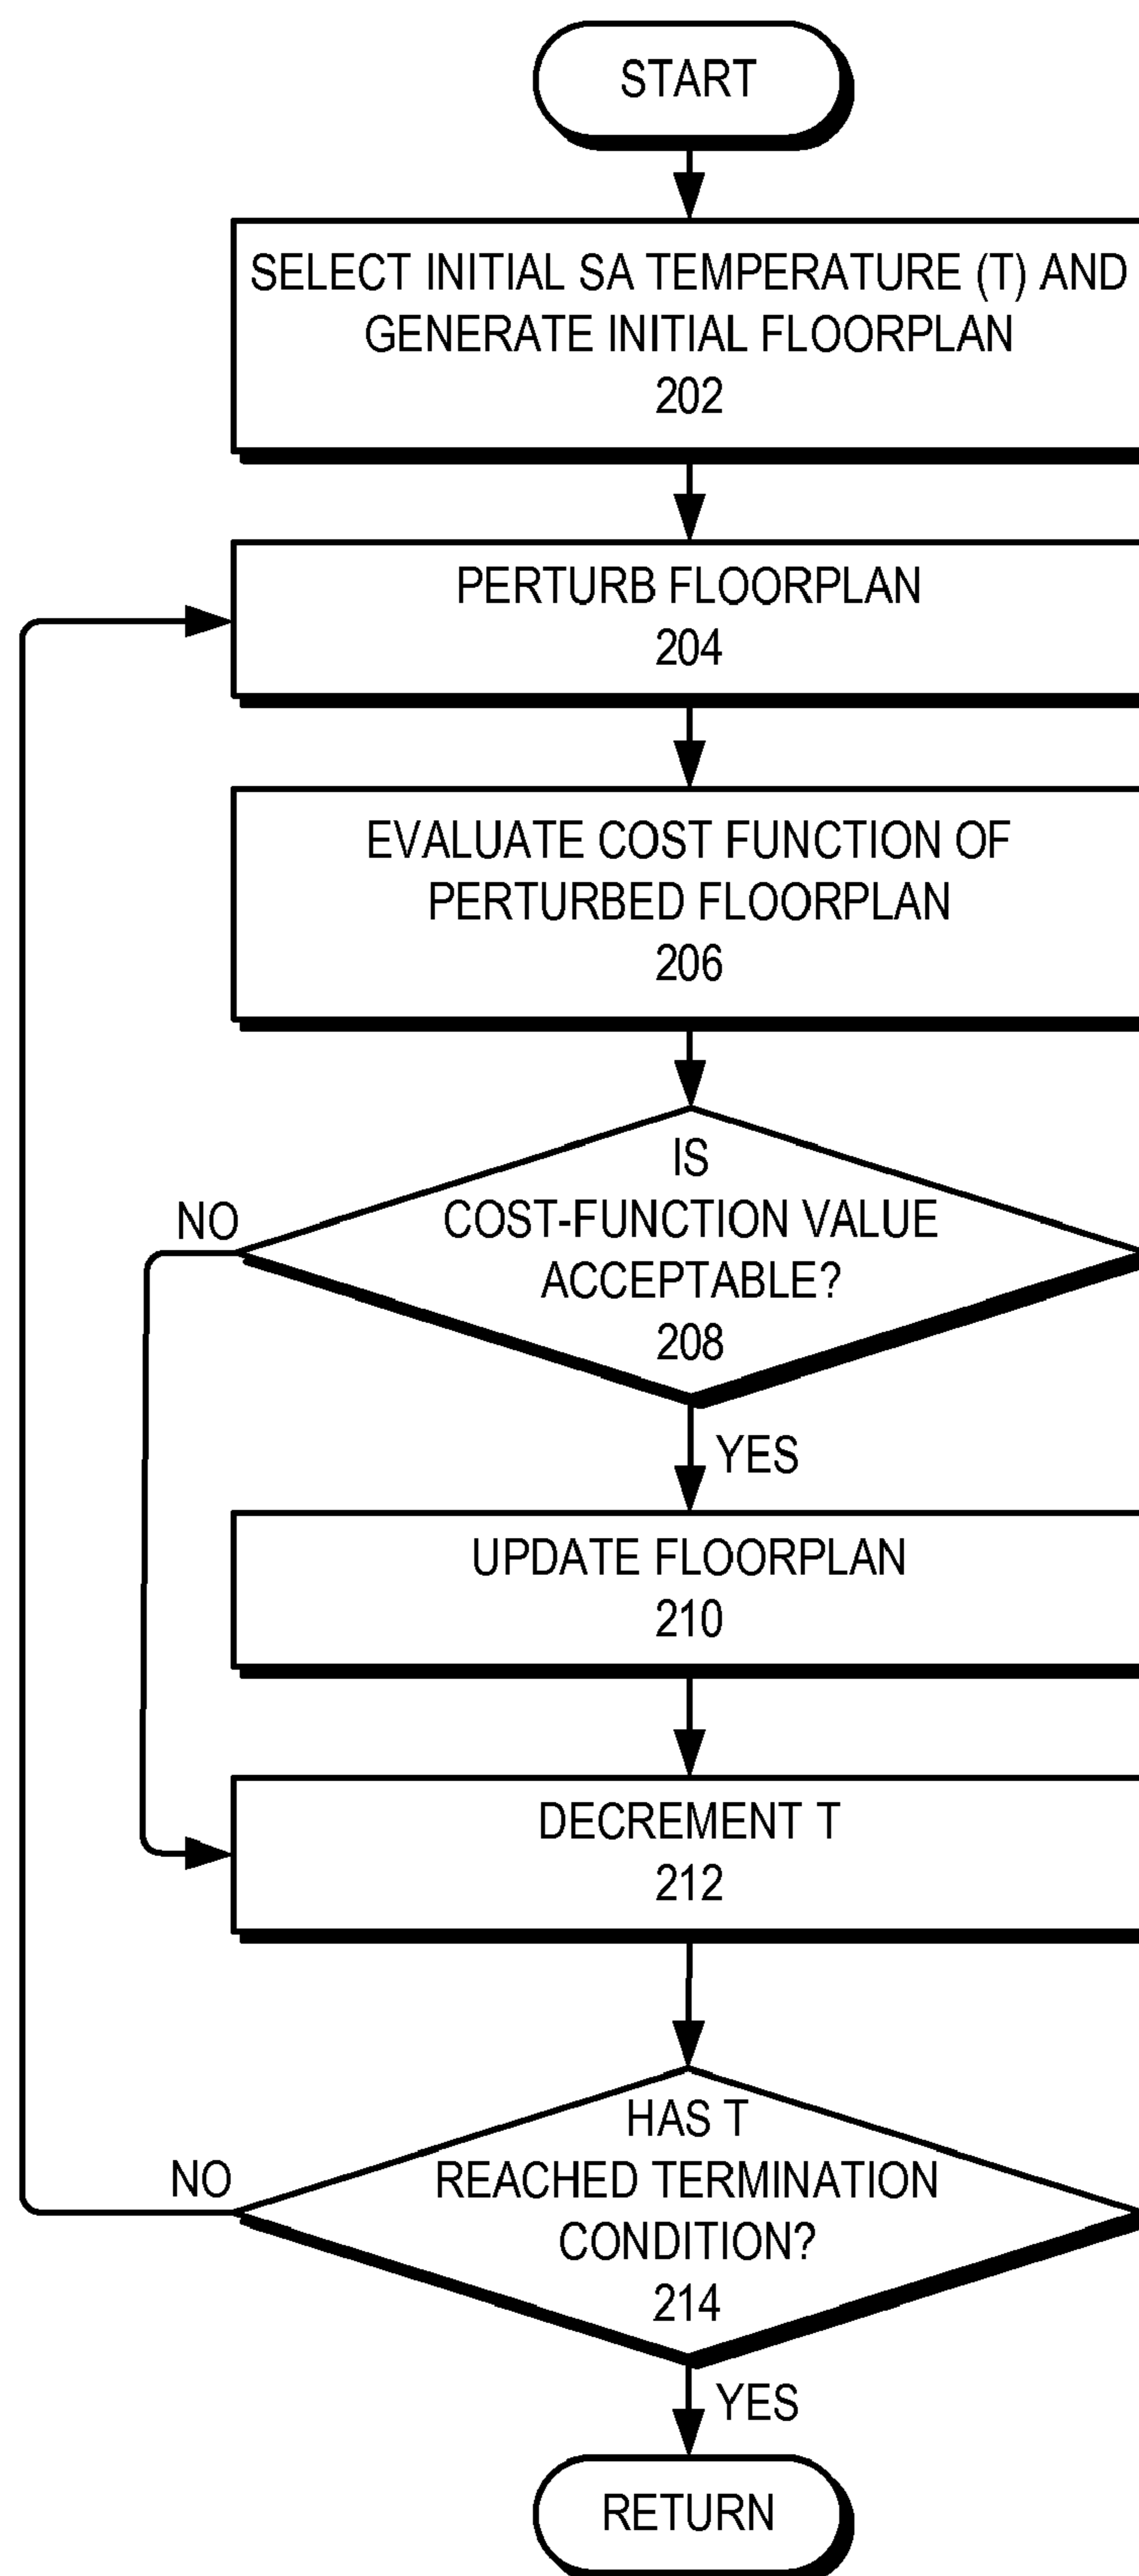 START
SELECT INITIAL SA TEMPERATURE (T) AND
GENERATE INITIAL FLOORPLAN
202
PERTURB FLOORPLAN
204
EVALUATE COST FUNCTION OF
PERTURBED FLOORPLAN
206
IS
COST-FUNCTION VALUE
ACCEPTABLE?
208
NO
YES
UPDATE FLOORPLAN
210
DECREMENT T
212
HAS T
REACHED TERMINATION
CONDITION?
214
NO
YES
RETURN